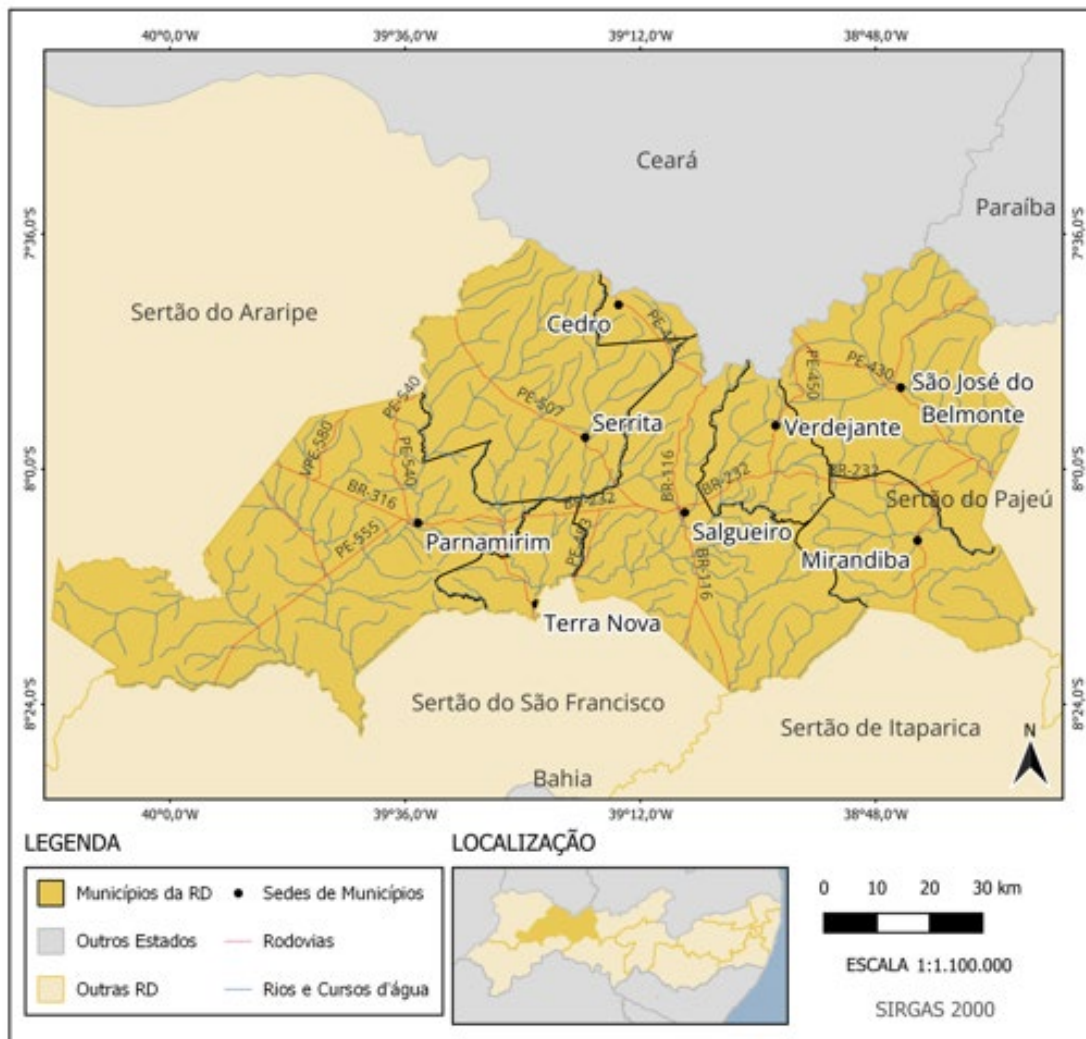 40°0,0'W 39°36,0'W 39°12,0'W 38°48,0'W
Ceará
Paraíba
7°36,0'S
7°36,0'S
Sertão do Araripe
Cedro
PE-450
PE-430
São José do
Belmonte
PE-540
PE-507
Serrita
Verdejante
PE-580
PE-540
BR-116
BR-232
BR-232
8°0,0'S
8°0,0'S
Sertão do Pajeú
BR-316
BR-232
PE-555
Parnamirim
Salgueiro
Mirandiba
BR-116
Terra Nova
Sertão do São Francisco
8°24,0'S
8°24,0'S
Sertão de Itaparica
N
Bahia
40°0,0'W 39°36,0'W 39°12,0'W 38°48,0'W
LEGENDA
Municípios da RD
Sedes de Municípios
Outros Estados
Rodovias
Outras RD
Rios e Cursos d'água
LOCALIZAÇÃO
0 10 20 30 km
ESCALA 1:1.100.000
SIRGAS 2000